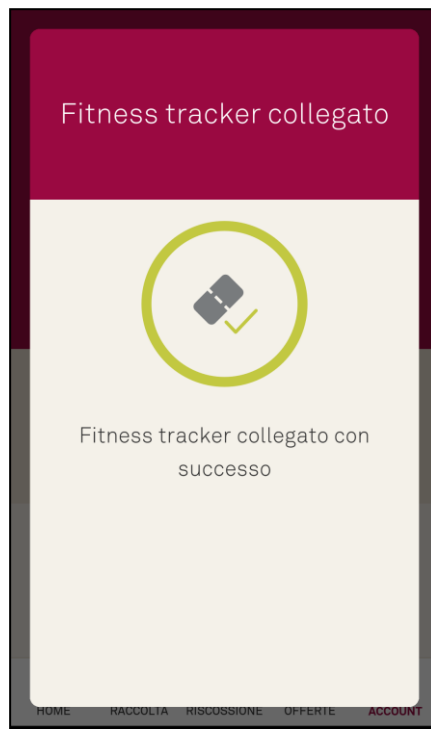 Fitness tracker collegato
Fitness tracker collegato con
successo
HOME RACCOLTA RISCOSSIONE OFFERTE ACCOUNT